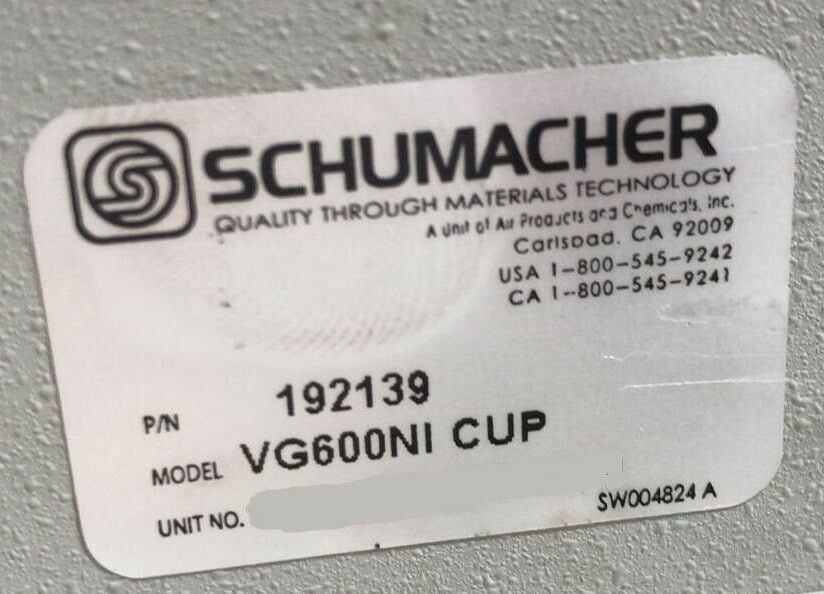 SCHUMACHER
QUALITY THROUGH MATERIALS TECHNOLOGY
A Unit of Air Products and Chemicals, Inc.
Carlsbad, CA 92009
USA 1-800-545-9242
CA 1-800-545-9241
P/N 192139
MODEL VG600NI CUP
UNIT NO.
SW004824 A